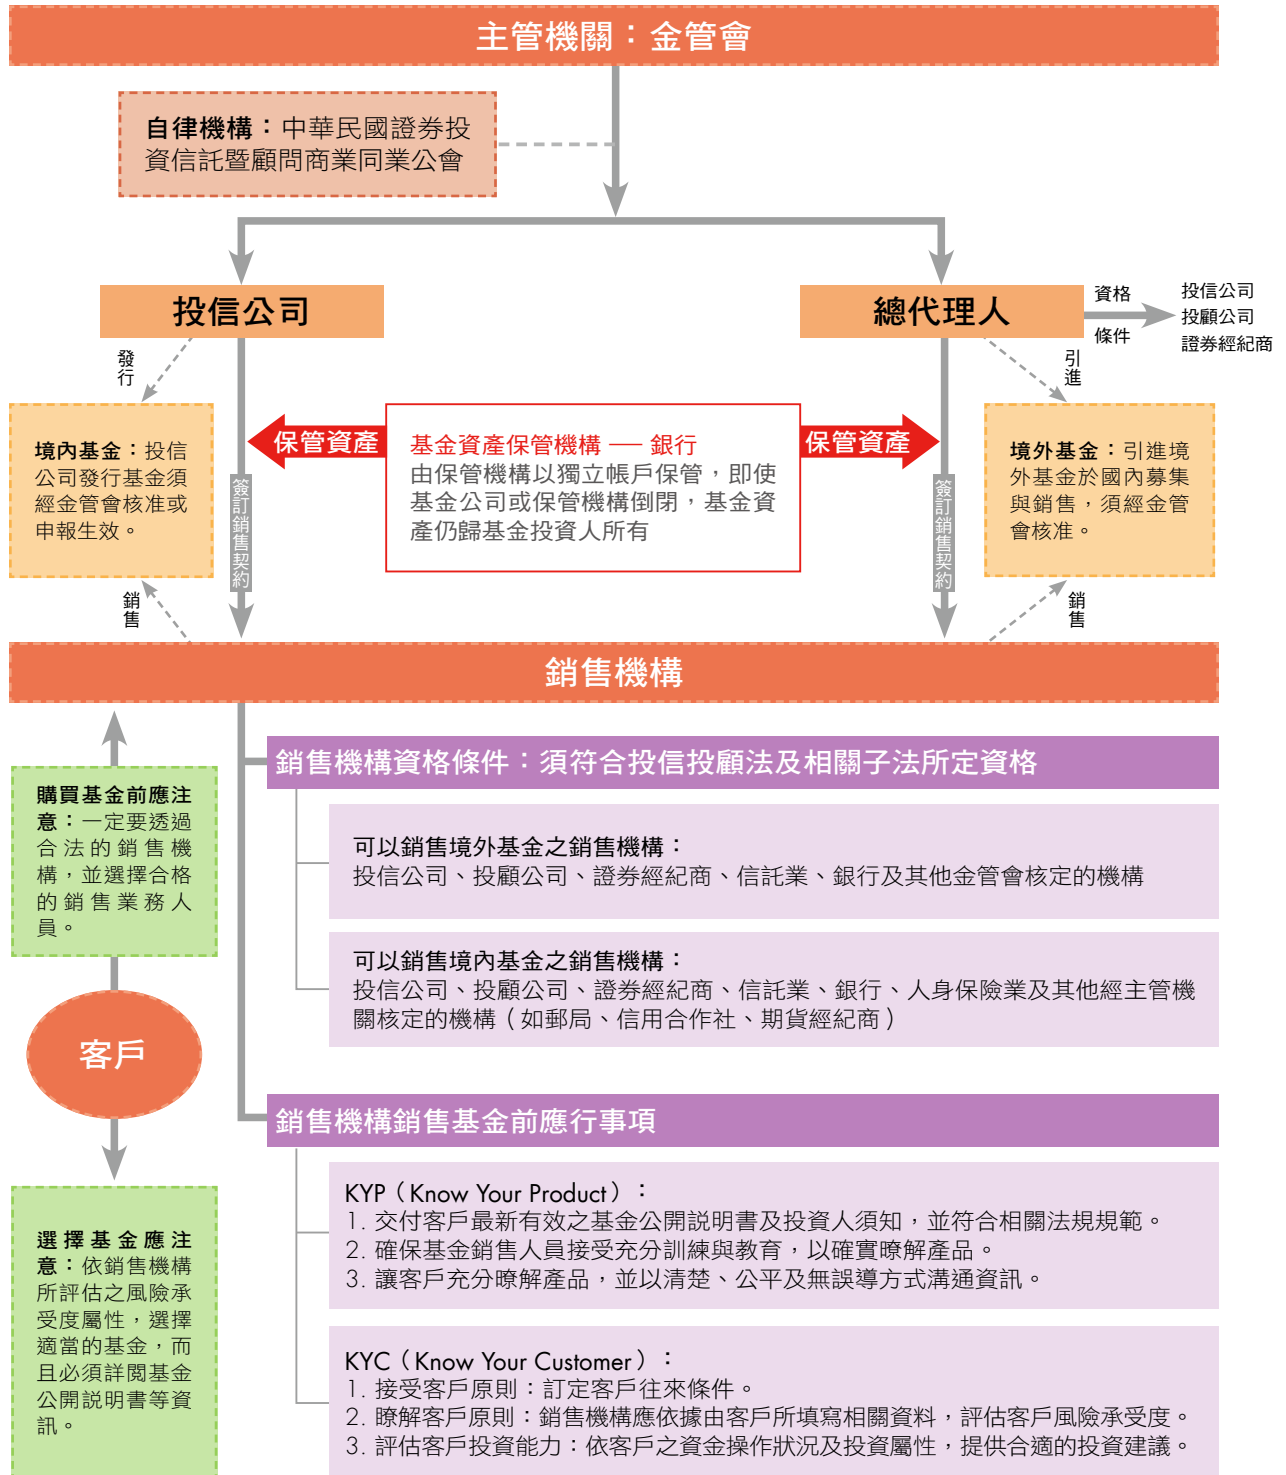 主管機關：金管會
自律機構：中華民國證券投
資信託暨顧問商業同業公會
投信公司
總代理人
資格
條件
投信公司
投顧公司
證券經紀商
發行
引進
境內基金：投信
公司發行基金須
經金管會核准或
申報生效。
保管資產
基金資產保管機構 ── 銀行
由保管機構以獨立帳戶保管，即使
基金公司或保管機構倒閉，基金資
產仍歸基金投資人所有
保管資產
境外基金：引進境
外基金於國內募集
與銷售，須經金管
會核准。
簽訂銷售契約
簽訂銷售契約
銷售
銷售
銷售機構
銷售機構資格條件：須符合投信投顧法及相關子法所定資格
可以銷售境外基金之銷售機構：
投信公司、投顧公司、證券經紀商、信託業、銀行及其他金管會核定的機構
可以銷售境內基金之銷售機構：
投信公司、投顧公司、證券經紀商、信託業、銀行、人身保險業及其他經主管機
關核定的機構（如郵局、信用合作社、期貨經紀商）
購買基金前應注
意：一定要透過
合法的銷售機
構，並選擇合格
的銷售業務人
員。
客戶
選擇基金應注
意：依銷售機構
所評估之風險承
受度屬性，選擇
適當的基金，而
且必須詳閱基金
公開說明書等資
訊。
銷售機構銷售基金前應行事項
KYP（Know Your Product）：
1. 交付客戶最新有效之基金公開說明書及投資人須知，並符合相關法規規範。
2. 確保基金銷售人員接受充分訓練與教育，以確實瞭解產品。
3. 讓客戶充分瞭解產品，並以清楚、公平及無誤導方式溝通資訊。
KYC（Know Your Customer）：
1. 接受客戶原則：訂定客戶往來條件。
2. 瞭解客戶原則：銷售機構應依據由客戶所填寫相關資料，評估客戶風險承受度。
3. 評估客戶投資能力：依客戶之資金操作狀況及投資屬性，提供合適的投資建議。